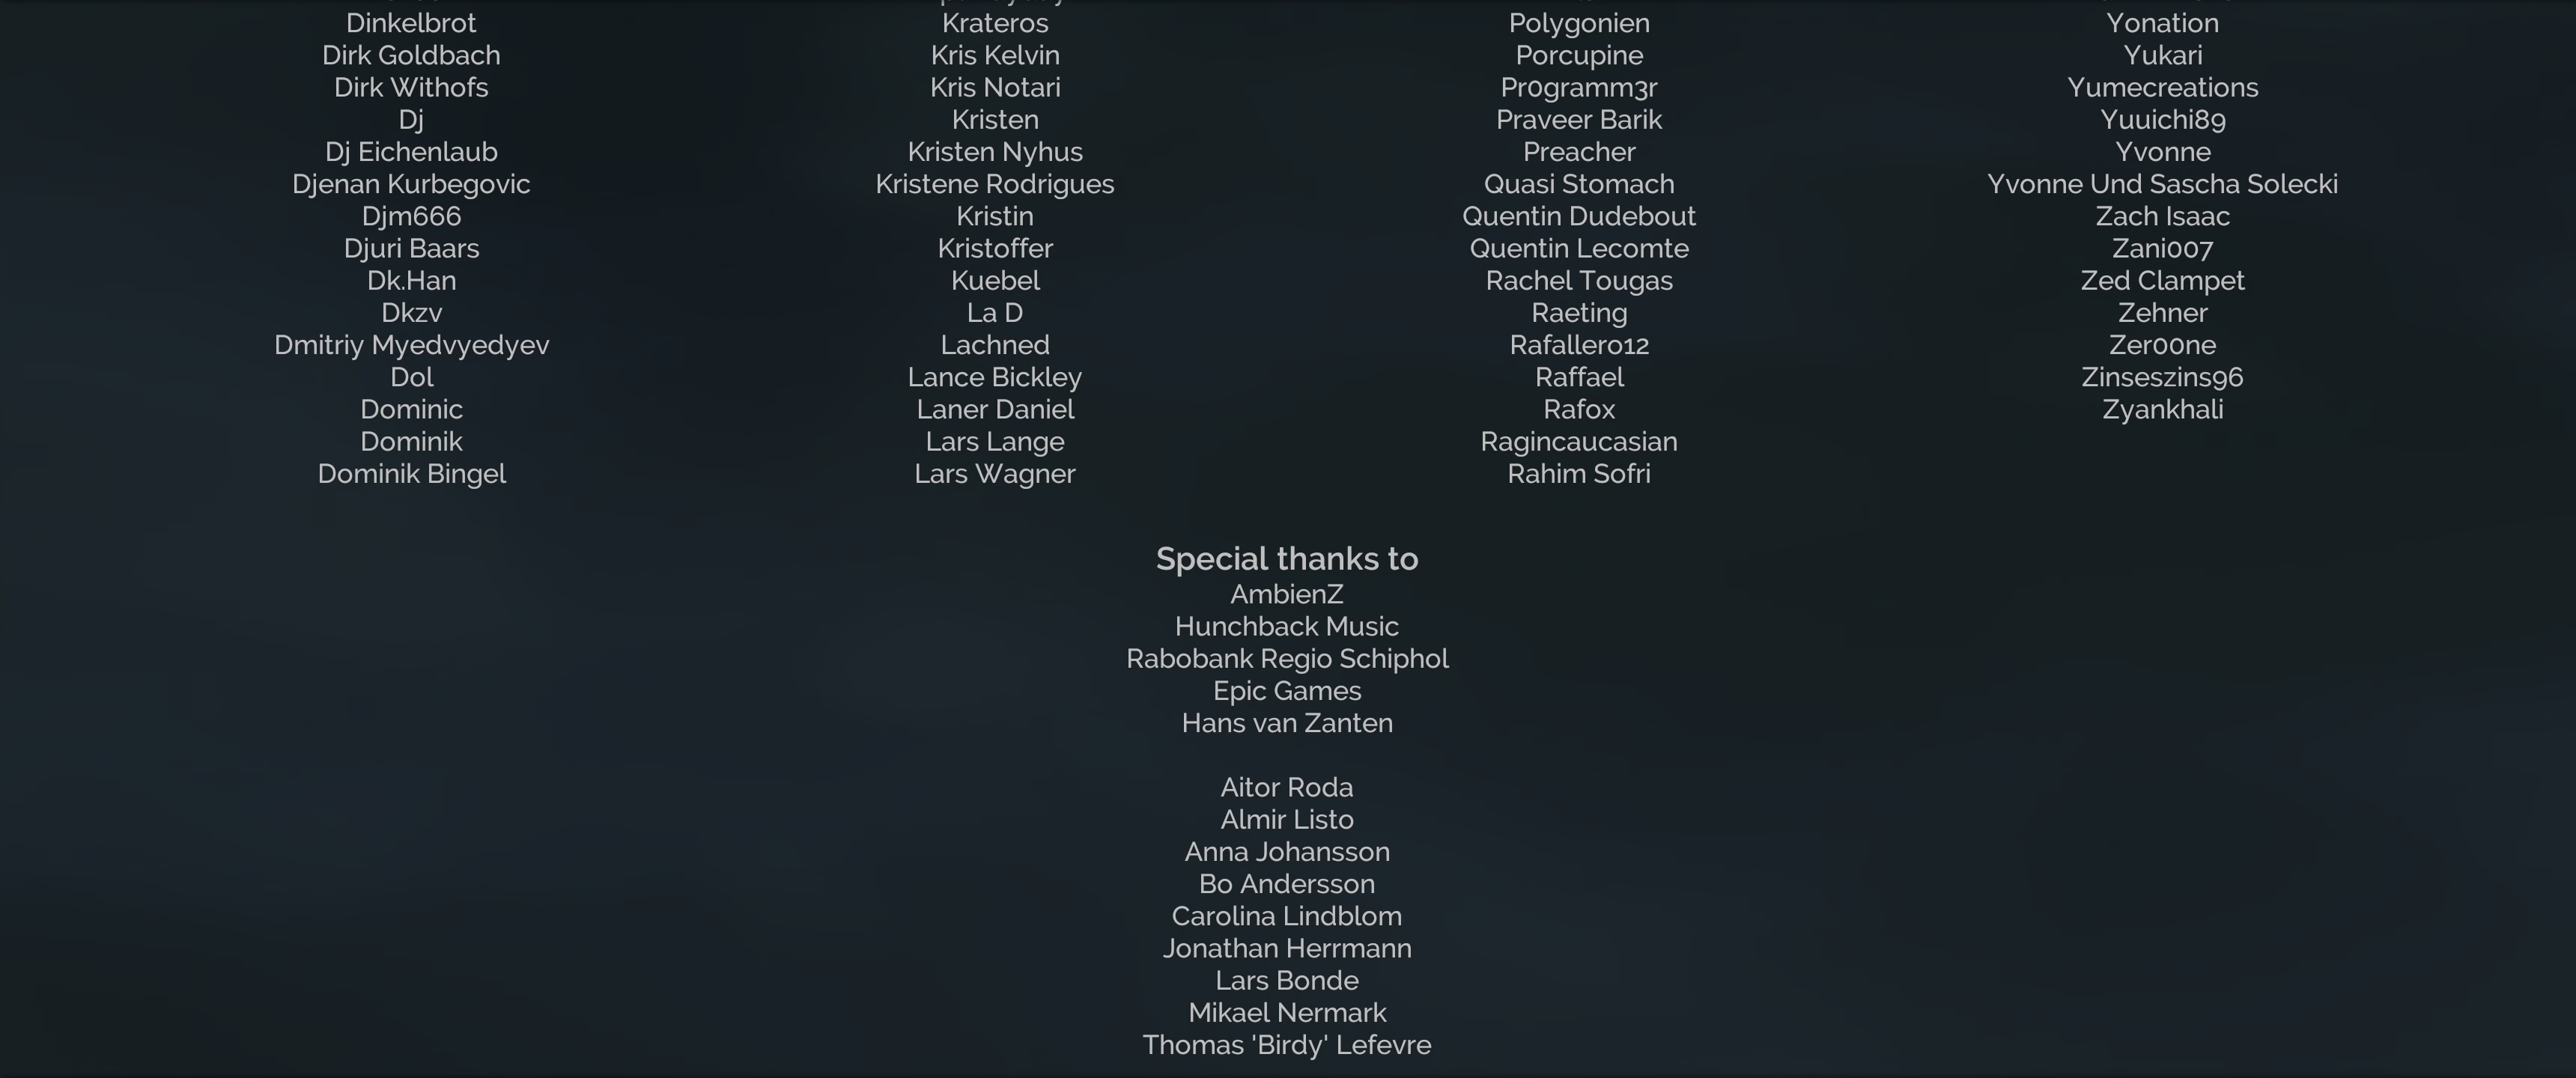 Dinkelbrot
Dirk Goldbach
Dirk Withofs
Dj
Dj Eichenlaub
Djenan Kurbegovic
Djm666
Djuri Baars
Dk.Han
Dkzv
Dmitriy Myedvyedyev
Dol
Dominic
Dominik
Dominik Bingel
Krateros
Kris Kelvin
Kris Notari
Kristen
Kristen Nyhus
Kristene Rodrigues
Kristin
Kristoffer
Kuebel
La D
Lachned
Lance Bickley
Laner Daniel
Lars Lange
Lars Wagner
Polygonien
Porcupine
Pr0gramm3r
Praveer Barik
Preacher
Quasi Stomach
Quentin Dudebout
Quentin Lecomte
Rachel Tougas
Raeting
Rafallero12
Raffael
Rafox
Ragincaucasian
Rahim Sofri
Yonation
Yukari
Yumecreations
Yuuichi89
Yvonne
Yvonne Und Sascha Solecki
Zach Isaac
Zani007
Zed Clampet
Zehner
Zer00ne
Zinseszins96
Zyankhali
Special thanks to
AmbienZ
Hunchback Music
Rabobank Regio Schiphol
Epic Games
Hans van Zanten
Aitor Roda
Almir Listo
Anna Johansson
Bo Andersson
Carolina Lindblom
Jonathan Herrmann
Lars Bonde
Mikael Nermark
Thomas 'Birdy' Lefevre